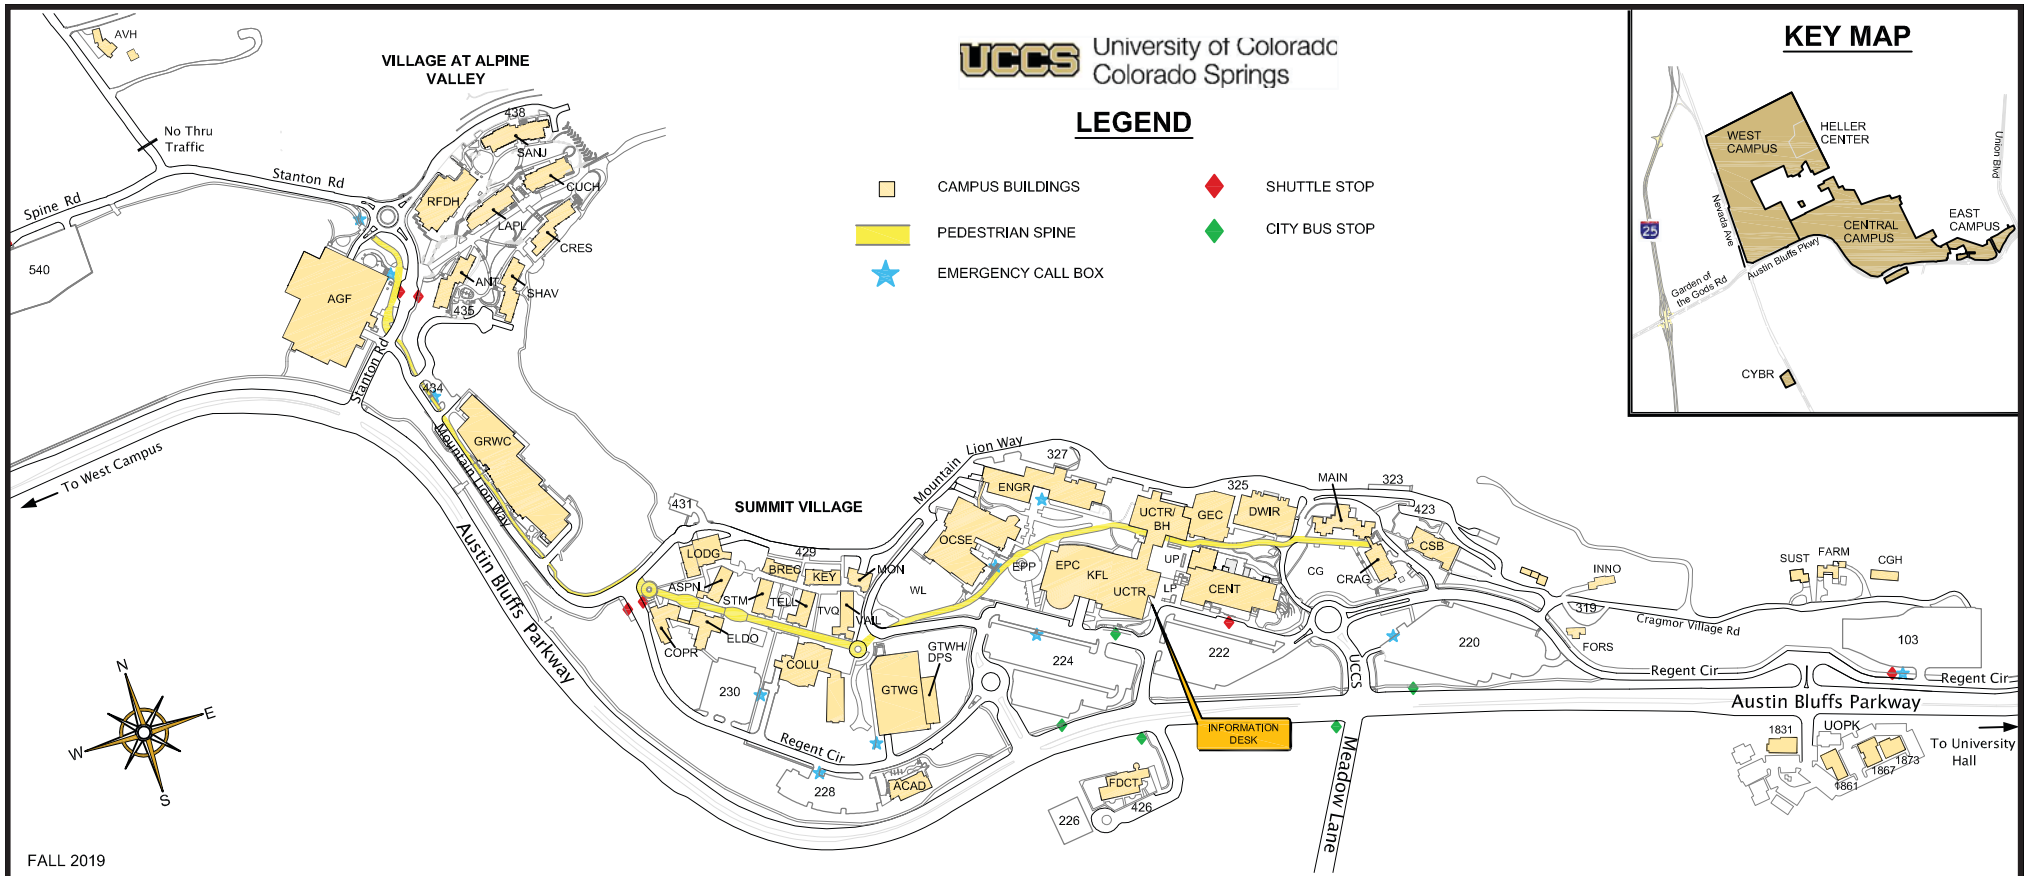 AVH
VILLAGE AT ALPINE
VALLEY
No Thru
Traffic
Stanton Rd
Spine Rd
540
438
SANJ
CUCH
RFDH
LAPL
CRES
ANT
SHAV
435
AGF
Stanton Rd
434
GRWC
Mountain Lion Way
To West Campus
Austin Bluffs Parkway
UCCS
University of Colorado
Colorado Springs
LEGEND
CAMPUS BUILDINGS
SHUTTLE STOP
PEDESTRIAN SPINE
CITY BUS STOP
EMERGENCY CALL BOX
KEY MAP
WEST
CAMPUS
HELLER
CENTER
Union Blvd
Nevada Ave
25
CENTRAL
CAMPUS
EAST
CAMPUS
Austin Bluffs Pkwy
Garden of
the Gods Rd
CYBR
431
SUMMIT VILLAGE
LODG
429
BREC
KEY
MON
ASPN
STM
TELL
TVQ
VAIL
COPR
ELDO
COLU
230
GTWH/
DPS
GTWG
Regent Cir
228
ACAD
Mountain
Lion Way
327
ENGR
OCSE
WL
EPP
EPC
KFL
UCTR
UCTR/
BH
GEC
325
DWIR
MAIN
323
423
CSB
UP
LP
CENT
CG
CRAG
224
222
220
UCCS
INFORMATION
DESK
FDCT
426
226
Meadow Lane
INNO
319
FORS
SUST
FARM
CGH
Cragmor Village Rd
103
Regent Cir
Regent Cir
Austin Bluffs Parkway
1831
UOPK
1873
1867
1861
To University
Hall
N
E
W
S
FALL 2019